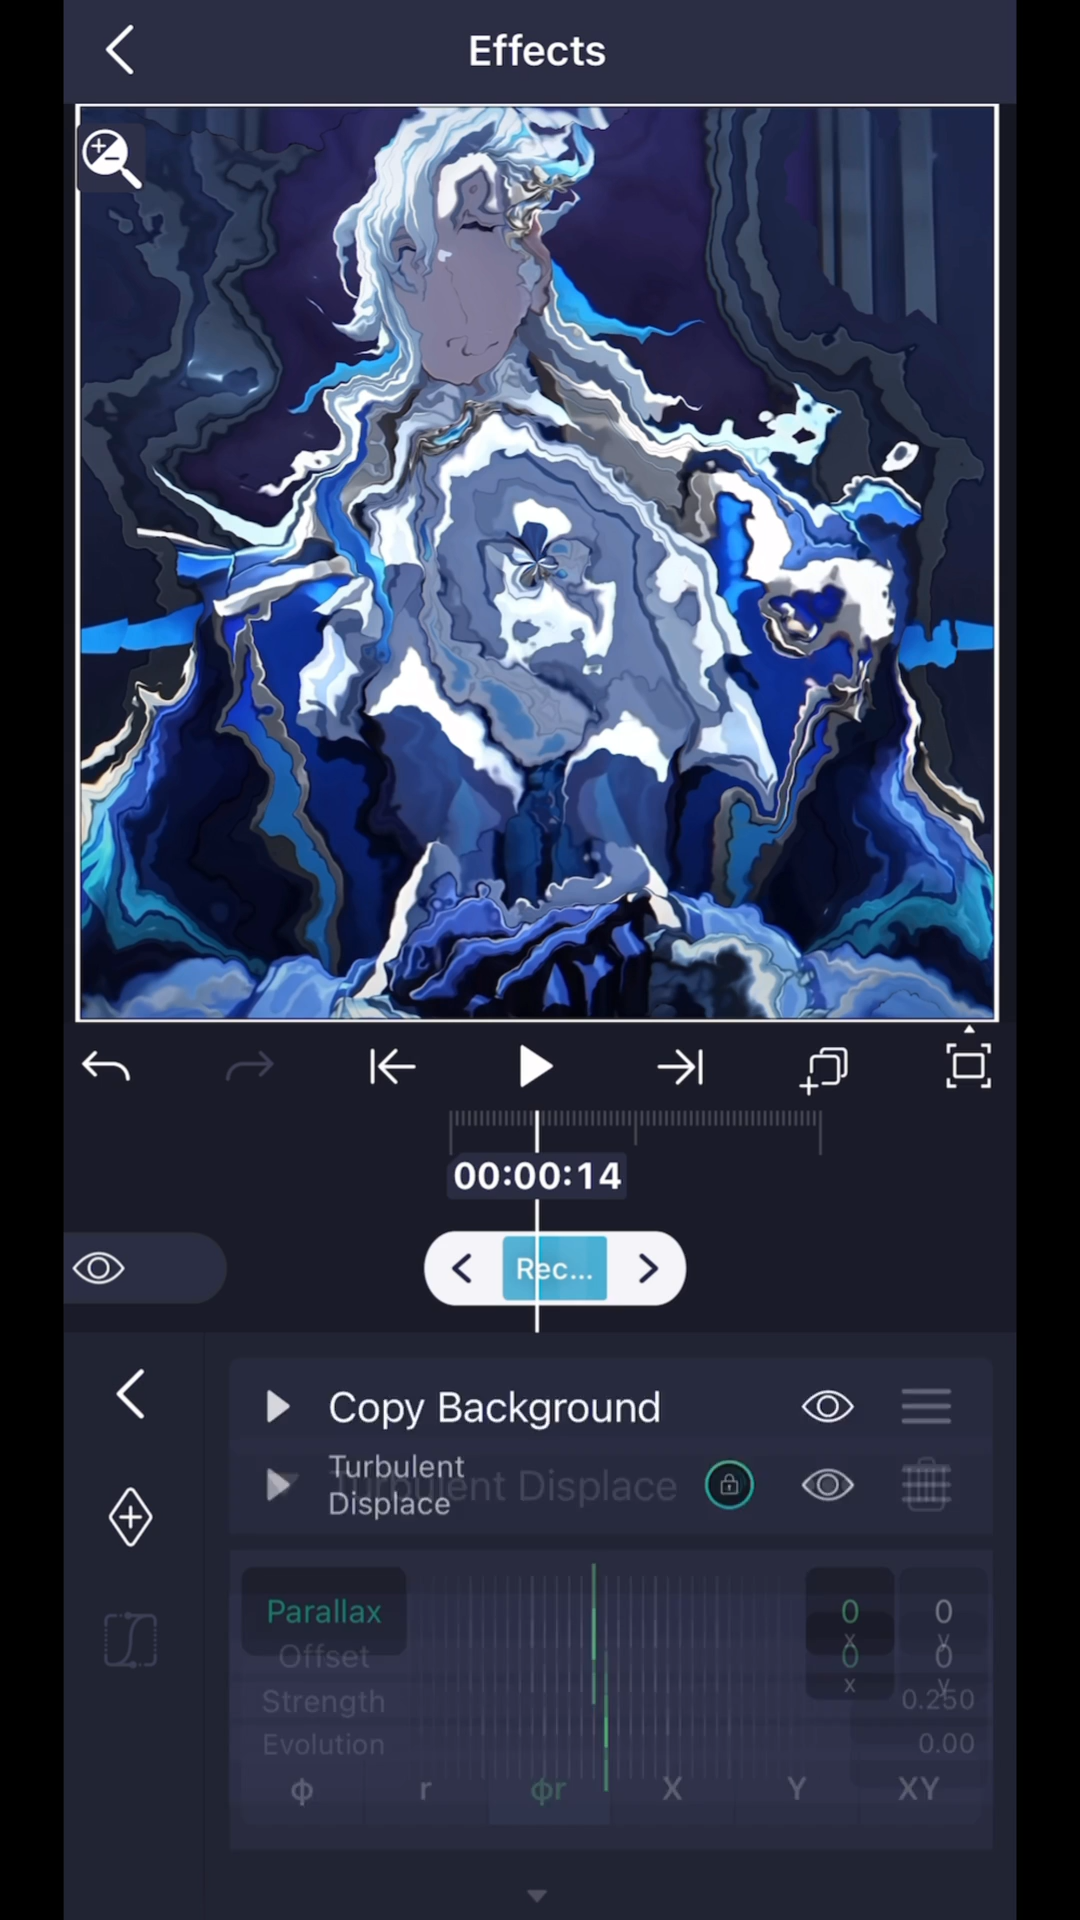 Effects
00:00:14
Rec...
Copy Background
Turbulent Displace
Turbulent
Displace
Parallax
0
0
x
y
Offset
0
0
x
y
Strength
0.250
Evolution
0.00
ϕ
r
ϕr
X
Y
XY